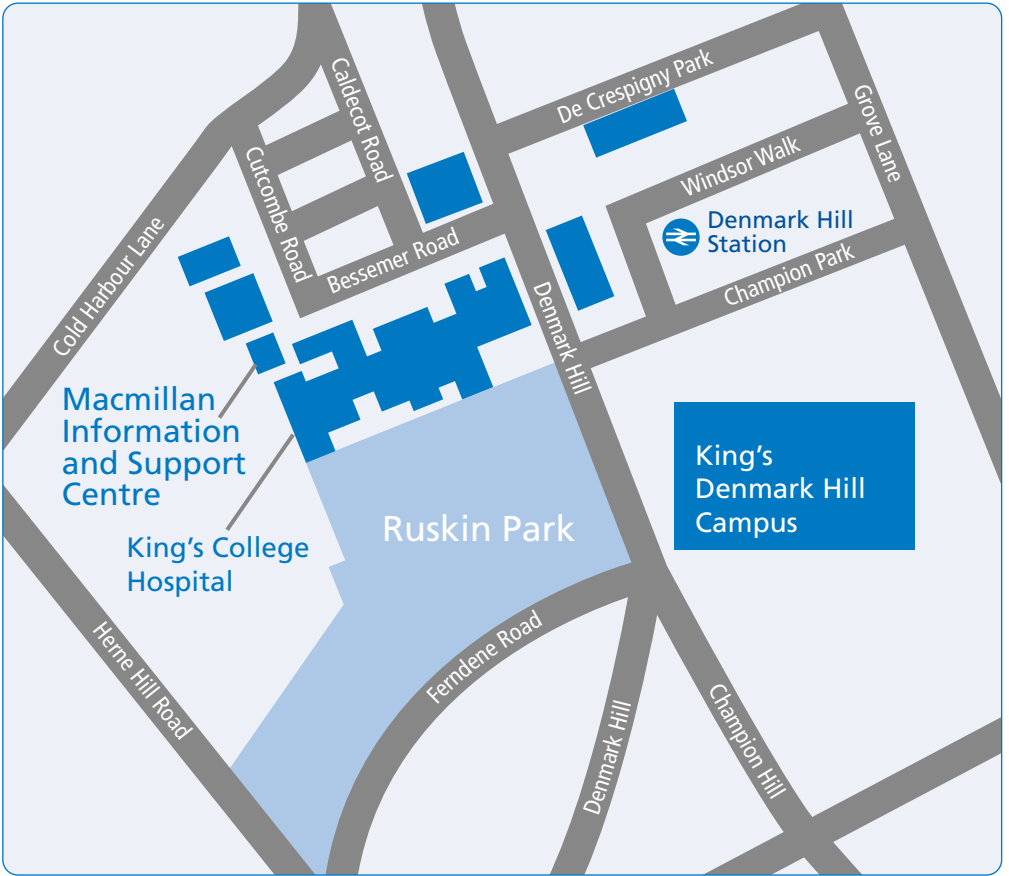 De Crespigny Park
Caldecot Road
Grove Lane
Windsor Walk
Cutcombe Road
Denmark Hill
Station
Bessemer Road
Cold Harbour Lane
Champion Park
Denmark Hill
Macmillan
Information
and Support
Centre
King's
Denmark Hill
Campus
Ruskin Park
King's College
Hospital
Ferndene Road
Herne Hill Road
Denmark Hill
Champion Hill